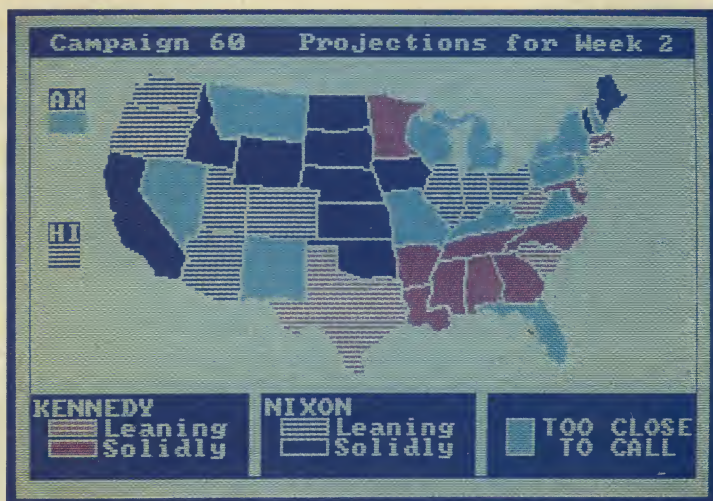 Campaign 60 Projections for Week 2
AK
HI
KENNEDY
Leaning
Solidly
NIXON
Leaning
Solidly
TOO CLOSE
TO CALL